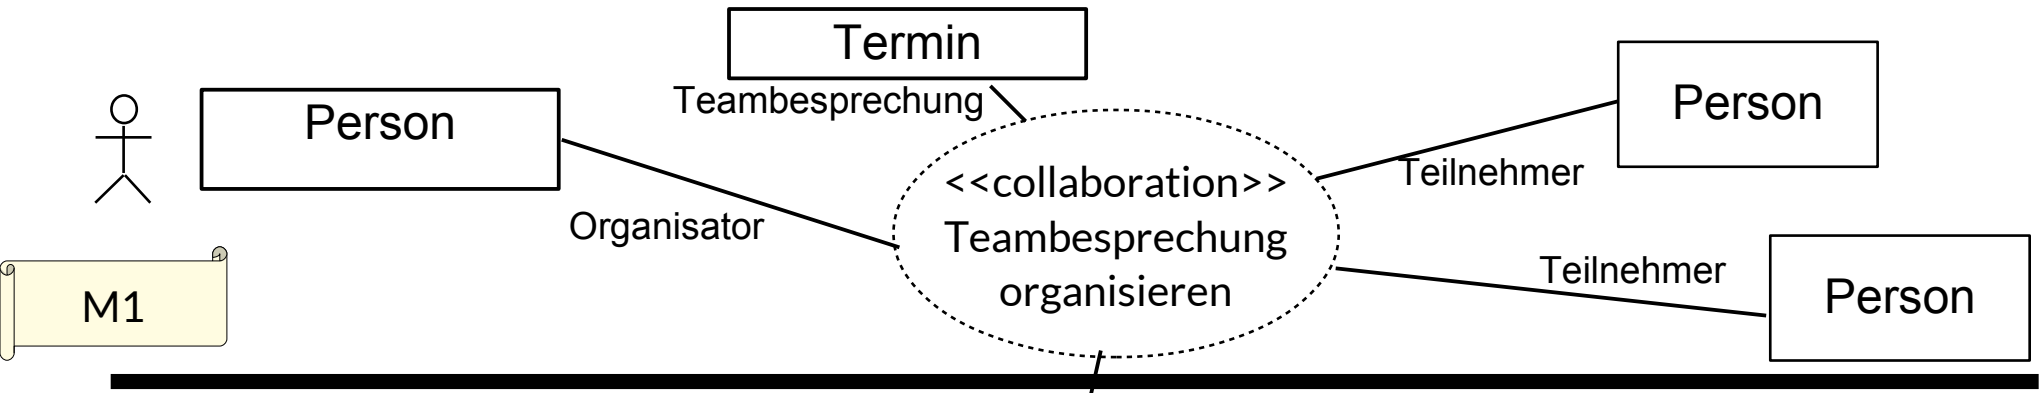 Termin
Teambesprechung
Person
Organisator
<<collaboration>>
Teambesprechung
organisieren
Person
Teilnehmer
Teilnehmer
Person
M1